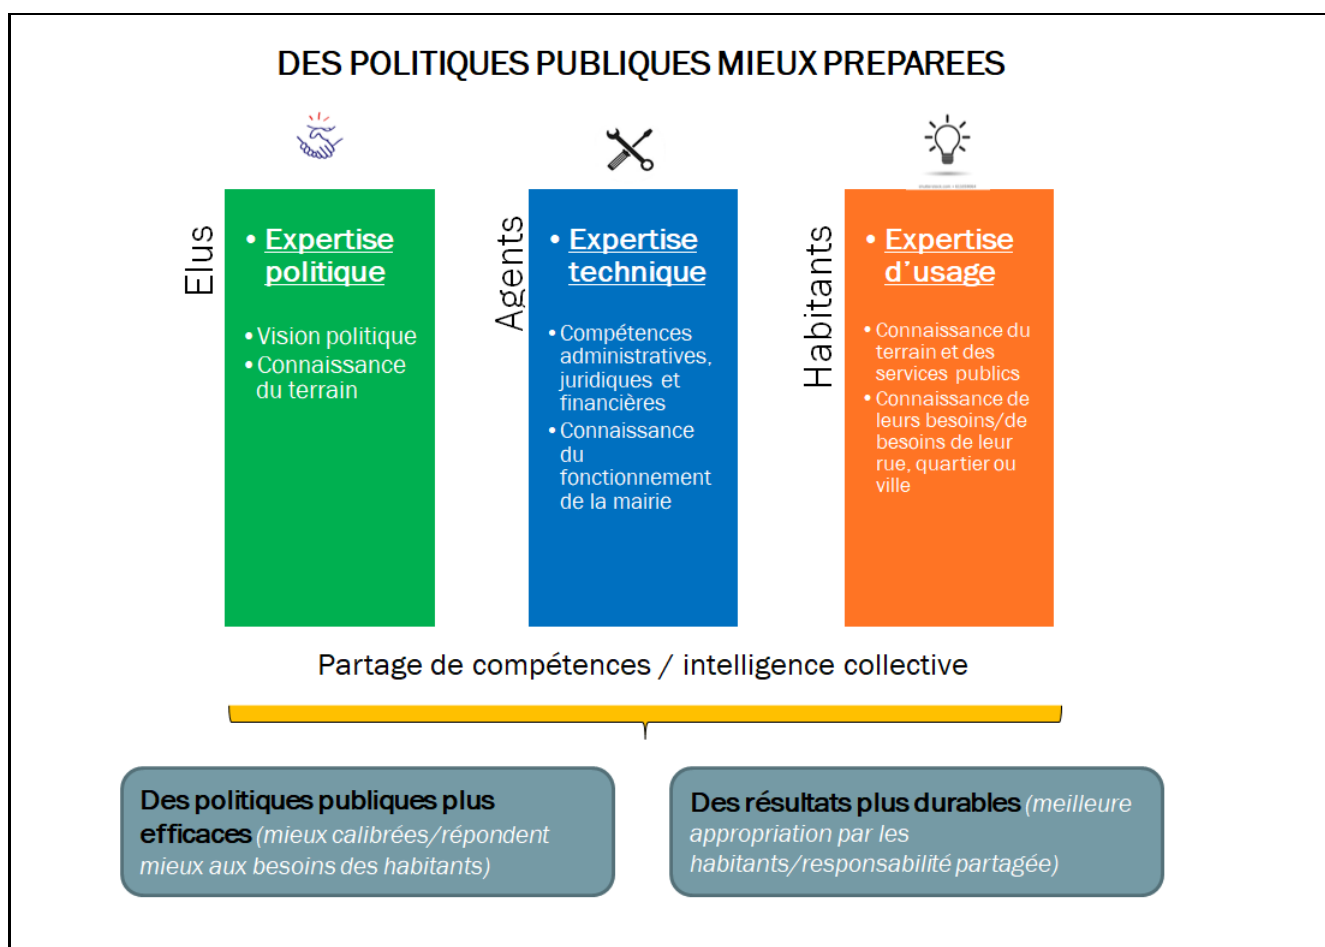 DES POLITIQUES PUBLIQUES MIEUX PREPAREES
Elus
• Expertise
politique
• Vision politique
• Connaissance
du terrain
Agents
• Expertise
technique
• Compétences
administratives,
juridiques et
financières
• Connaissance
du
fonctionnement
de la mairie
Habitants
• Expertise
d'usage
• Connaissance du
terrain et des
services publics
• Connaissance de
leurs besoins/de
besoins de leur
rue, quartier ou
ville
Partage de compétences / intelligence collective
Des politiques publiques plus
efficaces (mieux calibrées/répondent
mieux aux besoins des habitants)
Des résultats plus durables (meilleure
appropriation par les
habitants/responsabilité partagée)